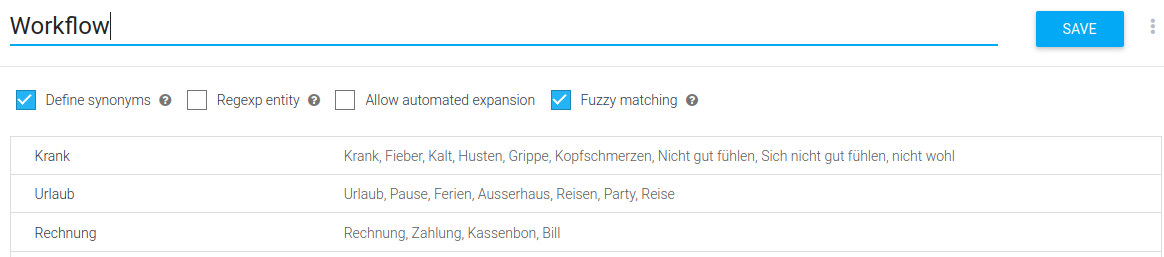 Workflow
SAVE
Define synonyms Regexp entity Allow automated expansion Fuzzy matching
Krank Krank, Fieber, Kalt, Husten, Grippe, Kopfschmerzen, Nicht gut fühlen, Sich nicht gut fühlen, nicht wohl
Urlaub Urlaub, Pause, Ferien, Ausserhaus, Reisen, Party, Reise
Rechnung Rechnung, Zahlung, Kassenbon, Bill